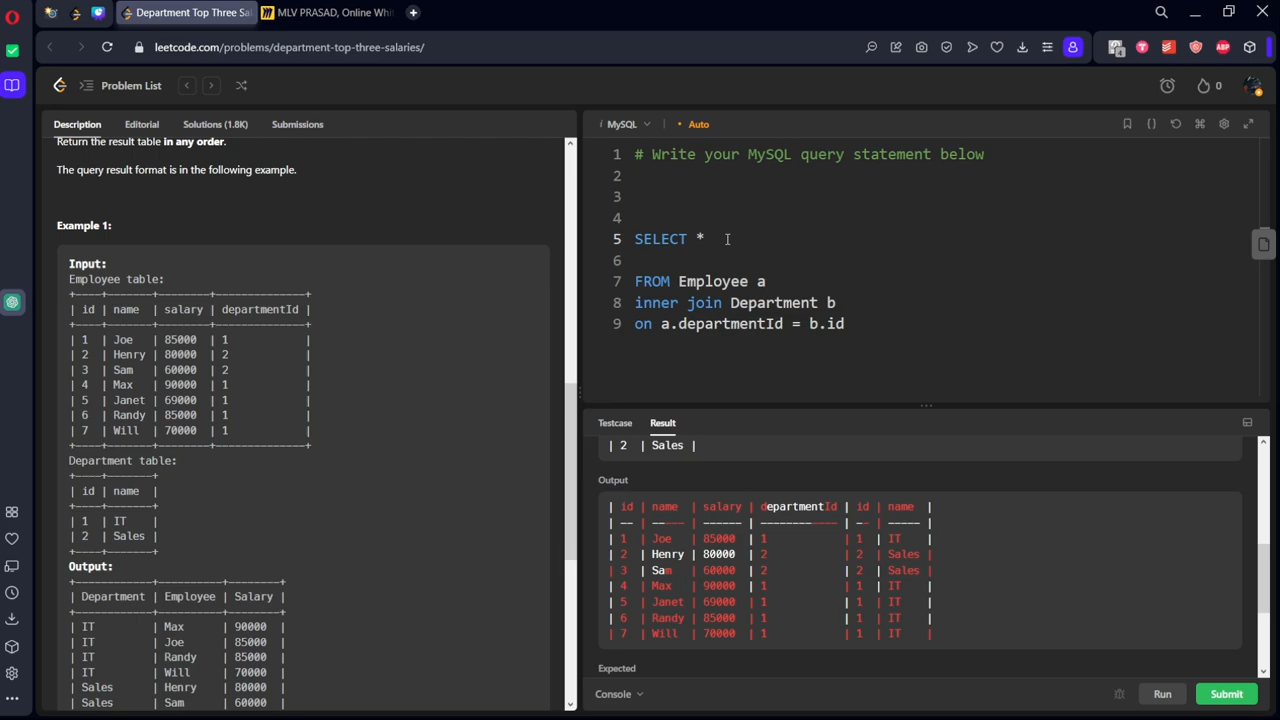 Department Top Three Sal
MLV PRASAD, Online Whit
leetcode.com/problems/department-top-three-salaries/
4
ABP
Problem List
0
Description
Editorial
Solutions (1.8K)
Submissions
MySQL
Auto
Return the result table in any order.
The query result format is in the following example.
Example 1:
Input:
Employee table:
+----+-------+--------+--------------+
| id | name | salary | departmentId |
+----+-------+--------+--------------+
| 1 | Joe | 85000 | 1 |
| 2 | Henry | 80000 | 2 |
| 3 | Sam | 60000 | 2 |
| 4 | Max | 90000 | 1 |
| 5 | Janet | 69000 | 1 |
| 6 | Randy | 85000 | 1 |
| 7 | Will | 70000 | 1 |
+----+-------+--------+--------------+
Department table:
+----+-------+
| id | name |
+----+-------+
| 1 | IT |
| 2 | Sales |
+----+-------+
Output:
+------------+----------+--------+
| Department | Employee | Salary |
+------------+----------+--------+
| IT | Max | 90000 |
| IT | Joe | 85000 |
| IT | Randy | 85000 |
| IT | Will | 70000 |
| Sales | Henry | 80000 |
| Sales | Sam | 60000 |
1 # Write your MySQL query statement below
2
3
4
5 SELECT *
6
7 FROM Employee a
8 inner join Department b
9 on a.departmentId = b.id
Testcase
Result
| 2 | Sales |
Output
| id | name | salary | departmentId | id | name |
| -- | ----- | ------ | ------------ | -- | ----- |
| 1 | Joe | 85000 | 1 | 1 | IT |
| 2 | Henry | 80000 | 2 | 2 | Sales |
| 3 | Sam | 60000 | 2 | 2 | Sales |
| 4 | Max | 90000 | 1 | 1 | IT |
| 5 | Janet | 69000 | 1 | 1 | IT |
| 6 | Randy | 85000 | 1 | 1 | IT |
| 7 | Will | 70000 | 1 | 1 | IT |
Expected
Console
Run
Submit